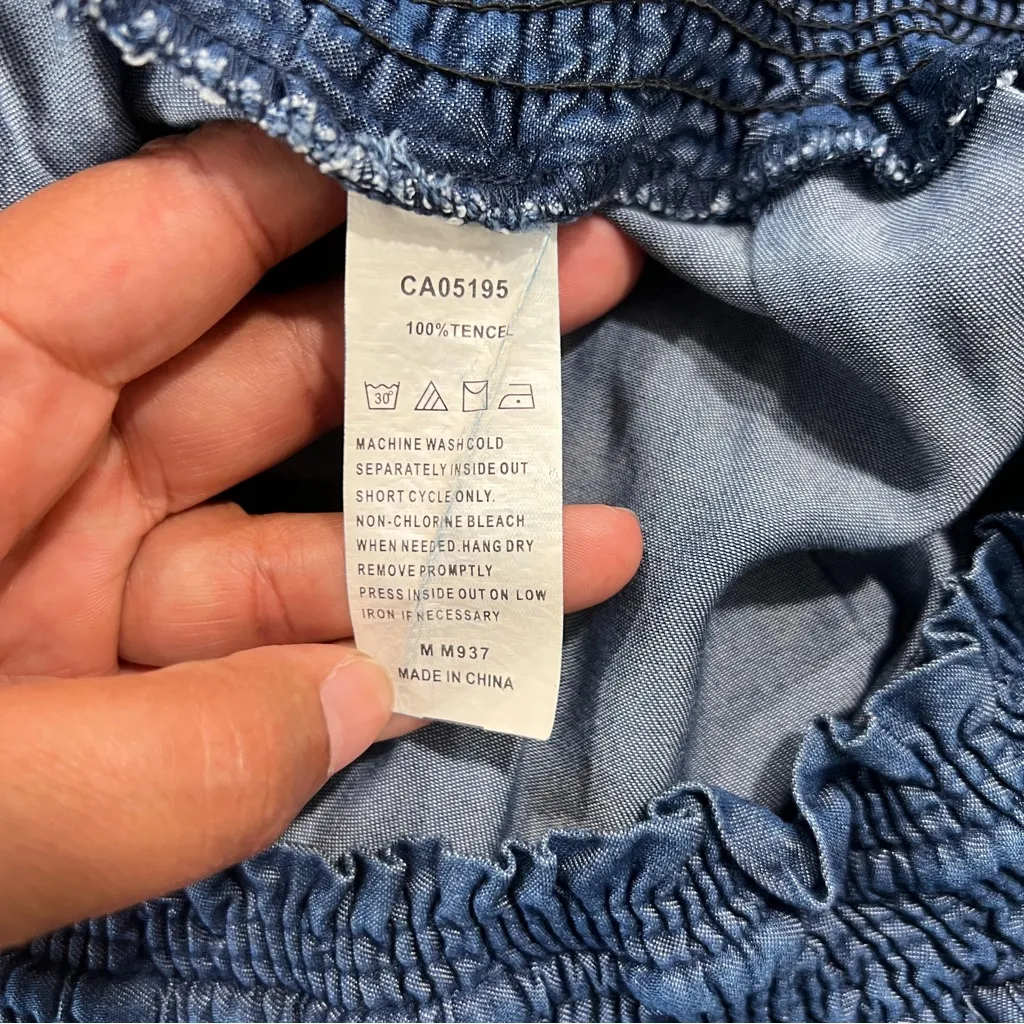 CA05195
100%TENCEL
30°
MACHINE WASH COLD
SEPARATELY INSIDE OUT
SHORT CYCLE ONLY.
NON-CHLORINE BLEACH
WHEN NEEDED.HANG DRY
REMOVE PROMPTLY
PRESS INSIDE OUT ON LOW
IRON IF NECESSARY
M M937
MADE IN CHINA